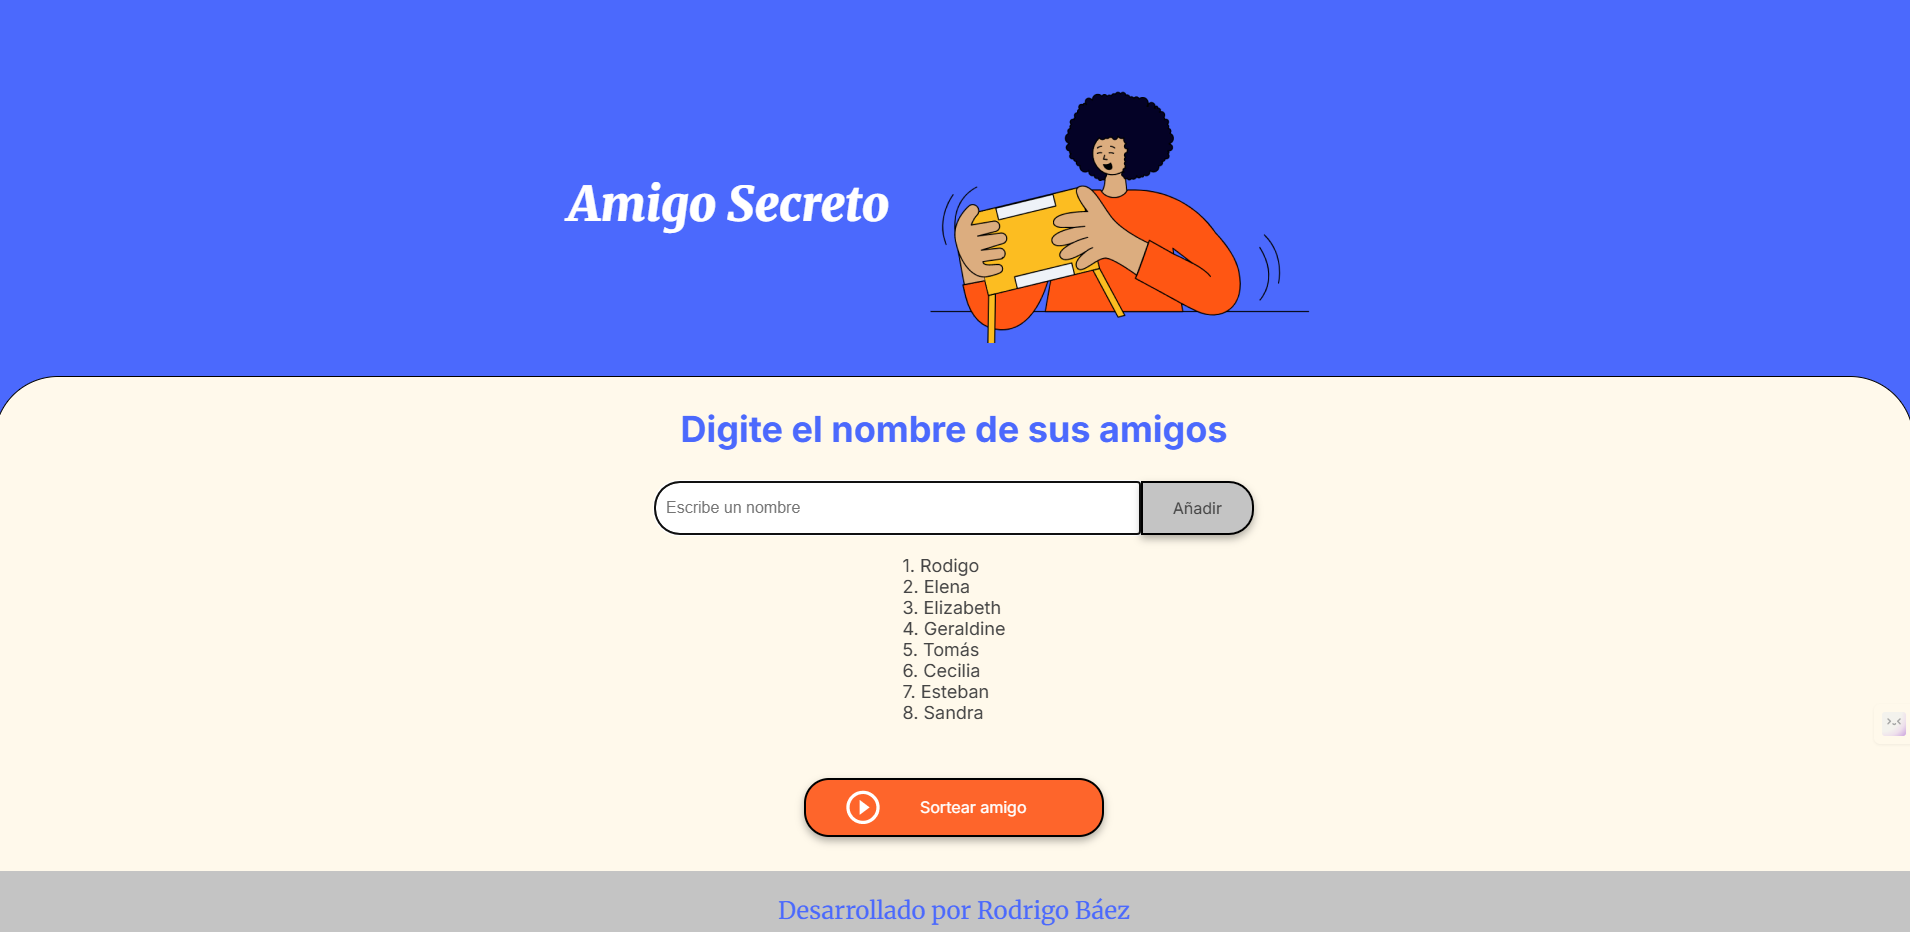 Amigo Secreto
Digite el nombre de sus amigos
Escribe un nombre
Añadir
1. Rodigo
2. Elena
3. Elizabeth
4. Geraldine
5. Tomás
6. Cecilia
7. Esteban
8. Sandra
Sortear amigo
Desarrollado por Rodrigo Báez